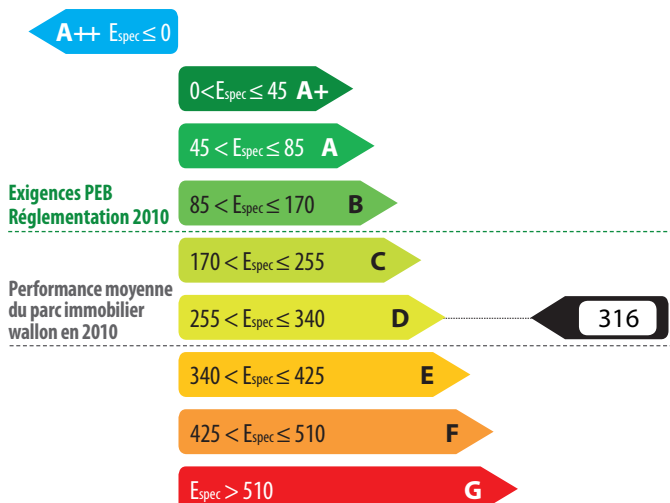 A++ Espec ≤ 0
0 < Espec ≤ 45 A+
45 < Espec ≤ 85 A
Exigences PEB
Réglementation 2010
85 < Espec ≤ 170 B
170 < Espec ≤ 255 C
Performance moyenne
du parc immobilier
wallon en 2010
255 < Espec ≤ 340 D
316
340 < Espec ≤ 425 E
425 < Espec ≤ 510 F
Espec > 510 G